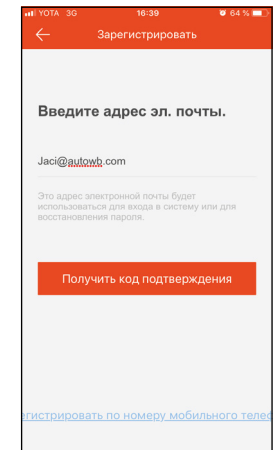 YOTA 3G 16:39 64 %
Зарегистрировать
Введите адрес эл. почты.
Jaci@autowb.com
Это адрес электронной почты будет
использоваться для входа в систему или для
восстановления пароля.
Получить код подтверждения
егистрировать по номеру мобильного телеф